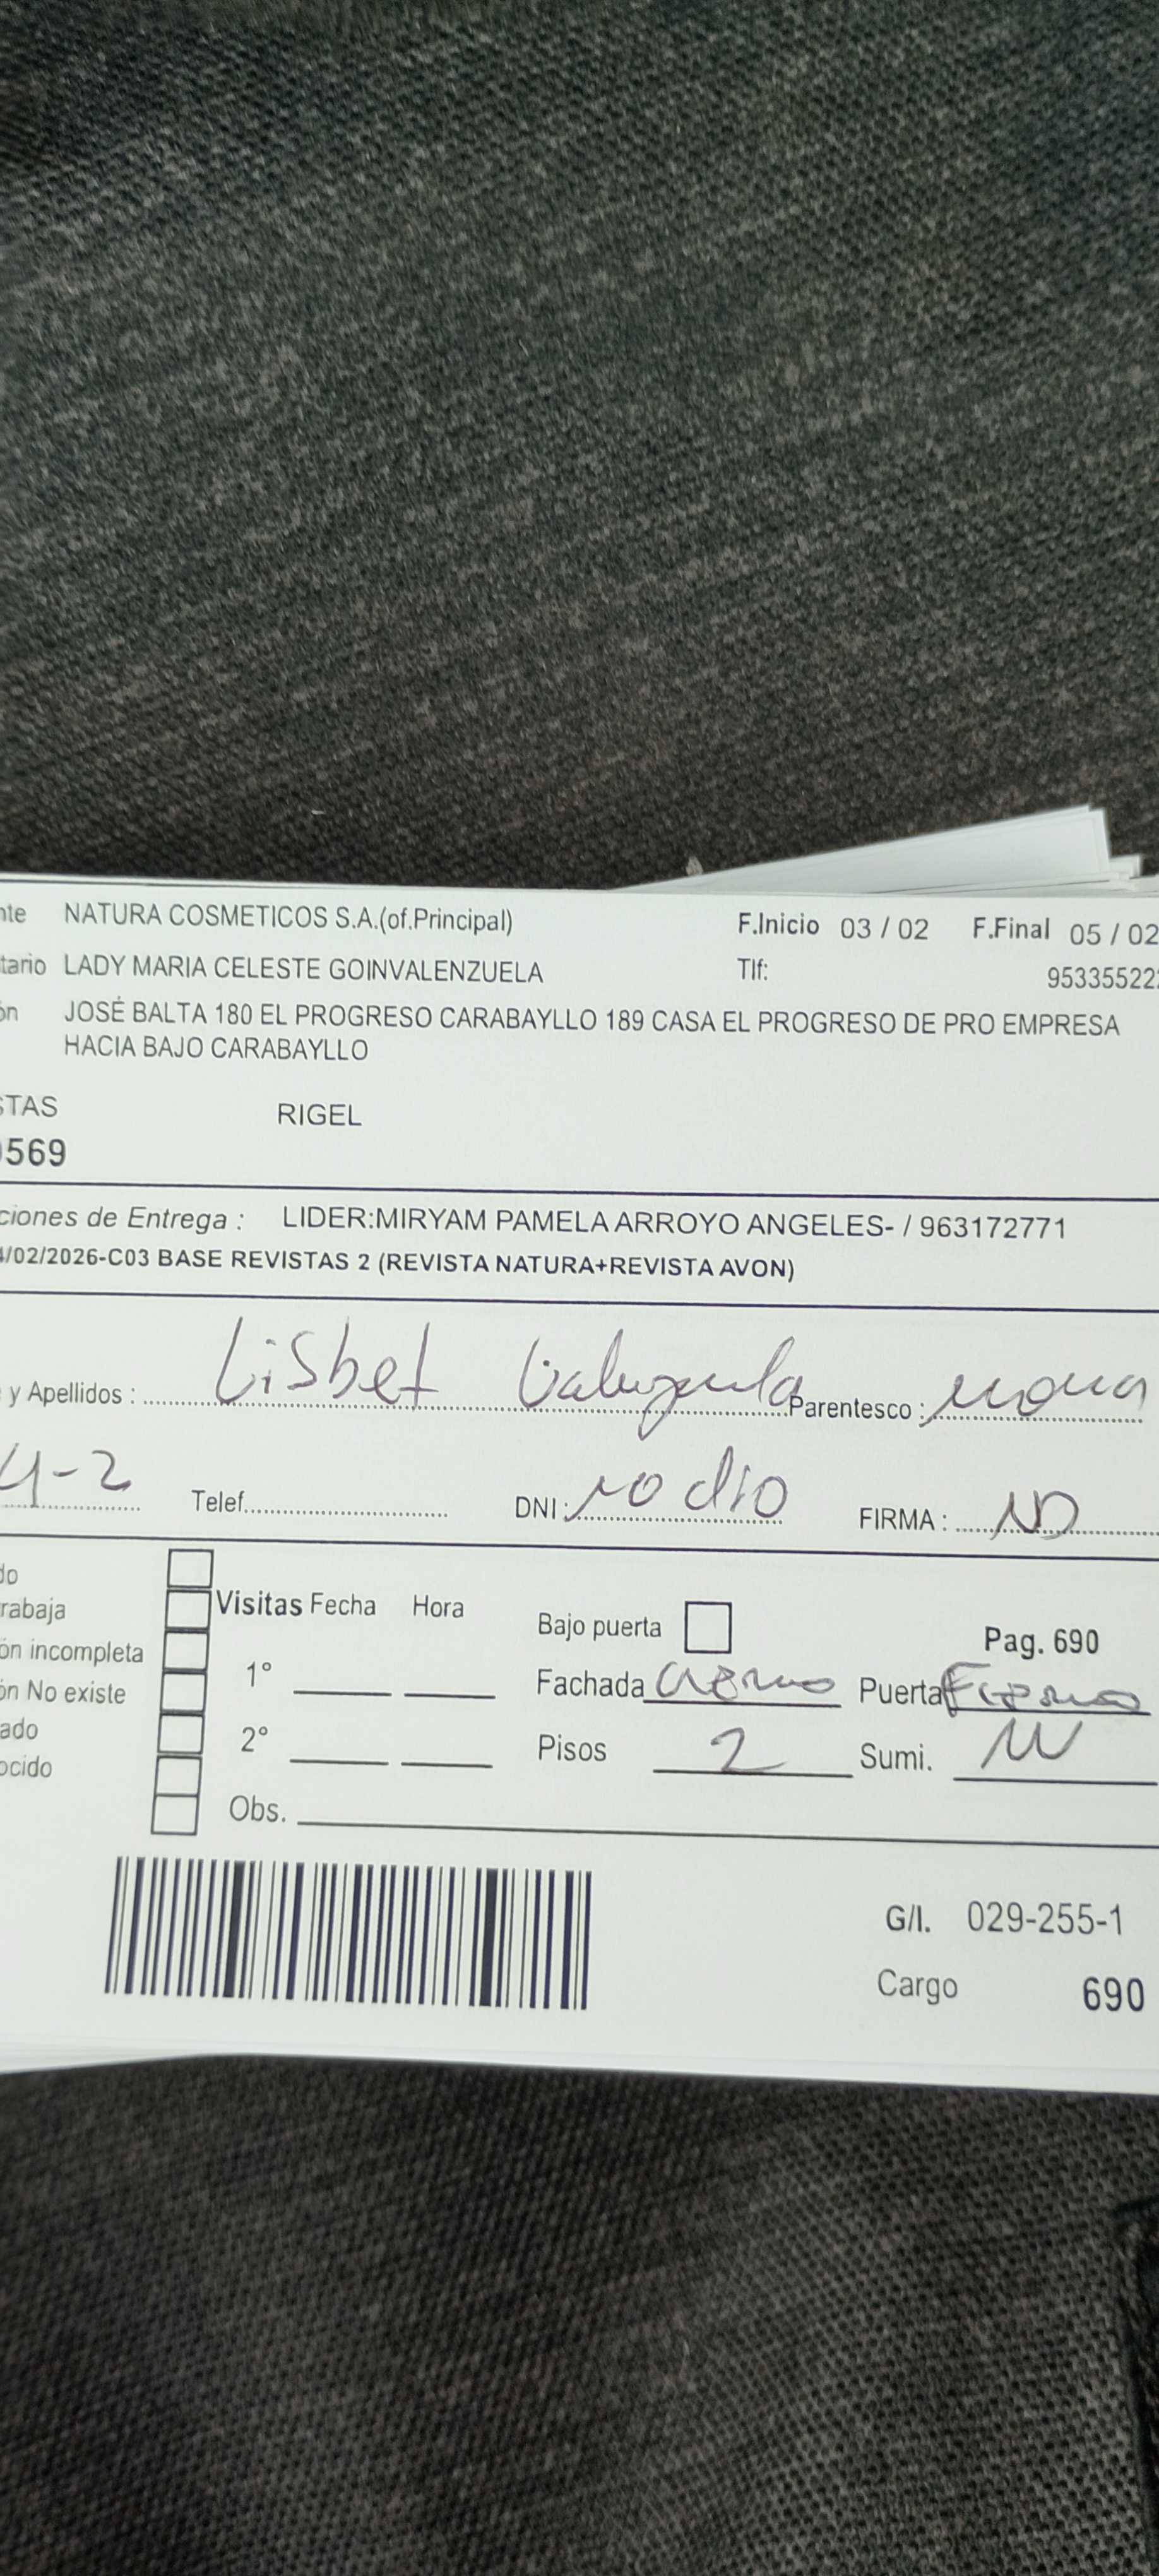 nte NATURA COSMETICOS S.A.(of.Principal) F.Inicio 03 / 02 F.Final 05 / 02
tario LADY MARIA CELESTE GOINVALENZUELA Tlf: 95335522
ón JOSÉ BALTA 180 EL PROGRESO CARABAYLLO 189 CASA EL PROGRESO DE PRO EMPRESA
HACIA BAJO CARABAYLLO
STAS RIGEL
0569
ciones de Entrega : LIDER:MIRYAM PAMELA ARROYO ANGELES- / 963172771
4/02/2026-C03 BASE REVISTAS 2 (REVISTA NATURA+REVISTA AVON)
y Apellidos : Lisbet Valenzuela Parentesco :
4-2 Telef. DNI : no dio FIRMA :
do
rabaja Visitas Fecha Hora Bajo puerta
ón incompleta Pag. 690
ón No existe 1° Fachada Puerta
ado 2° Pisos 2 Sumi.
ocido
Obs.
G/I. 029-255-1
Cargo 690